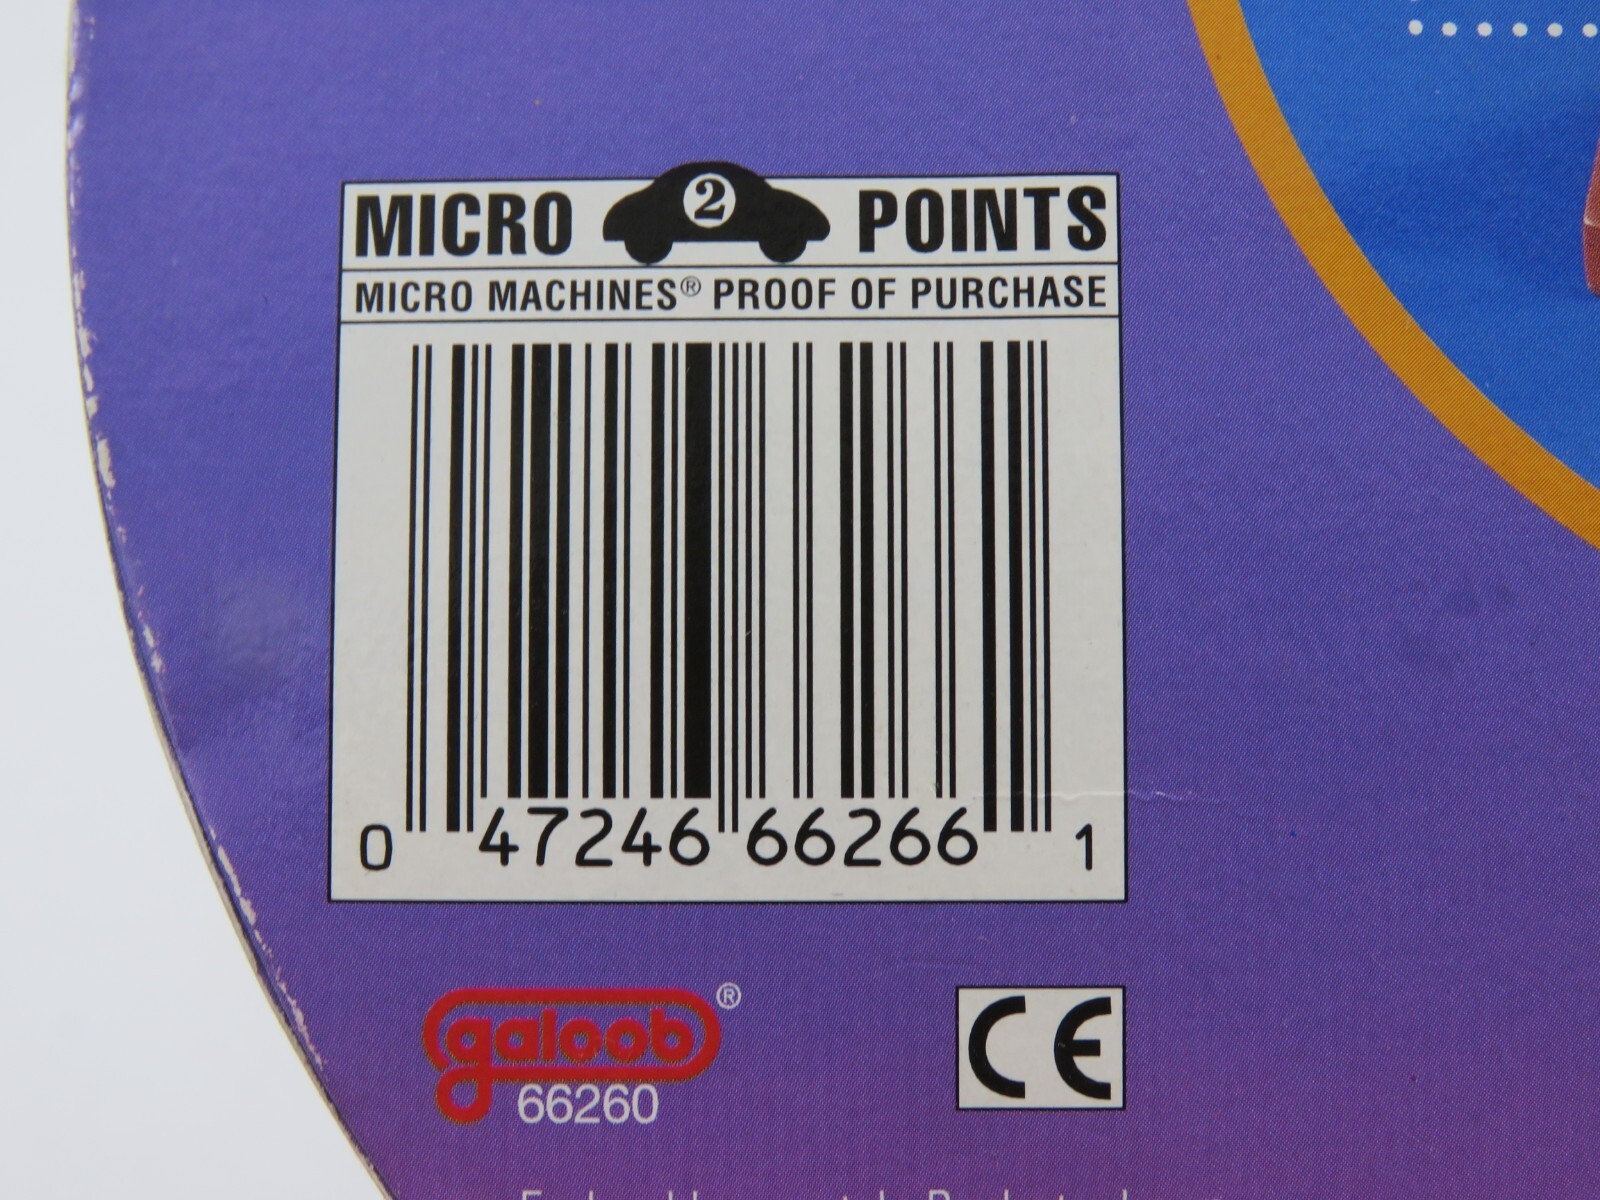 MICRO 2 POINTS
MICRO MACHINES® PROOF OF PURCHASE
0 47246 66266 1
galoob®
66260
CE